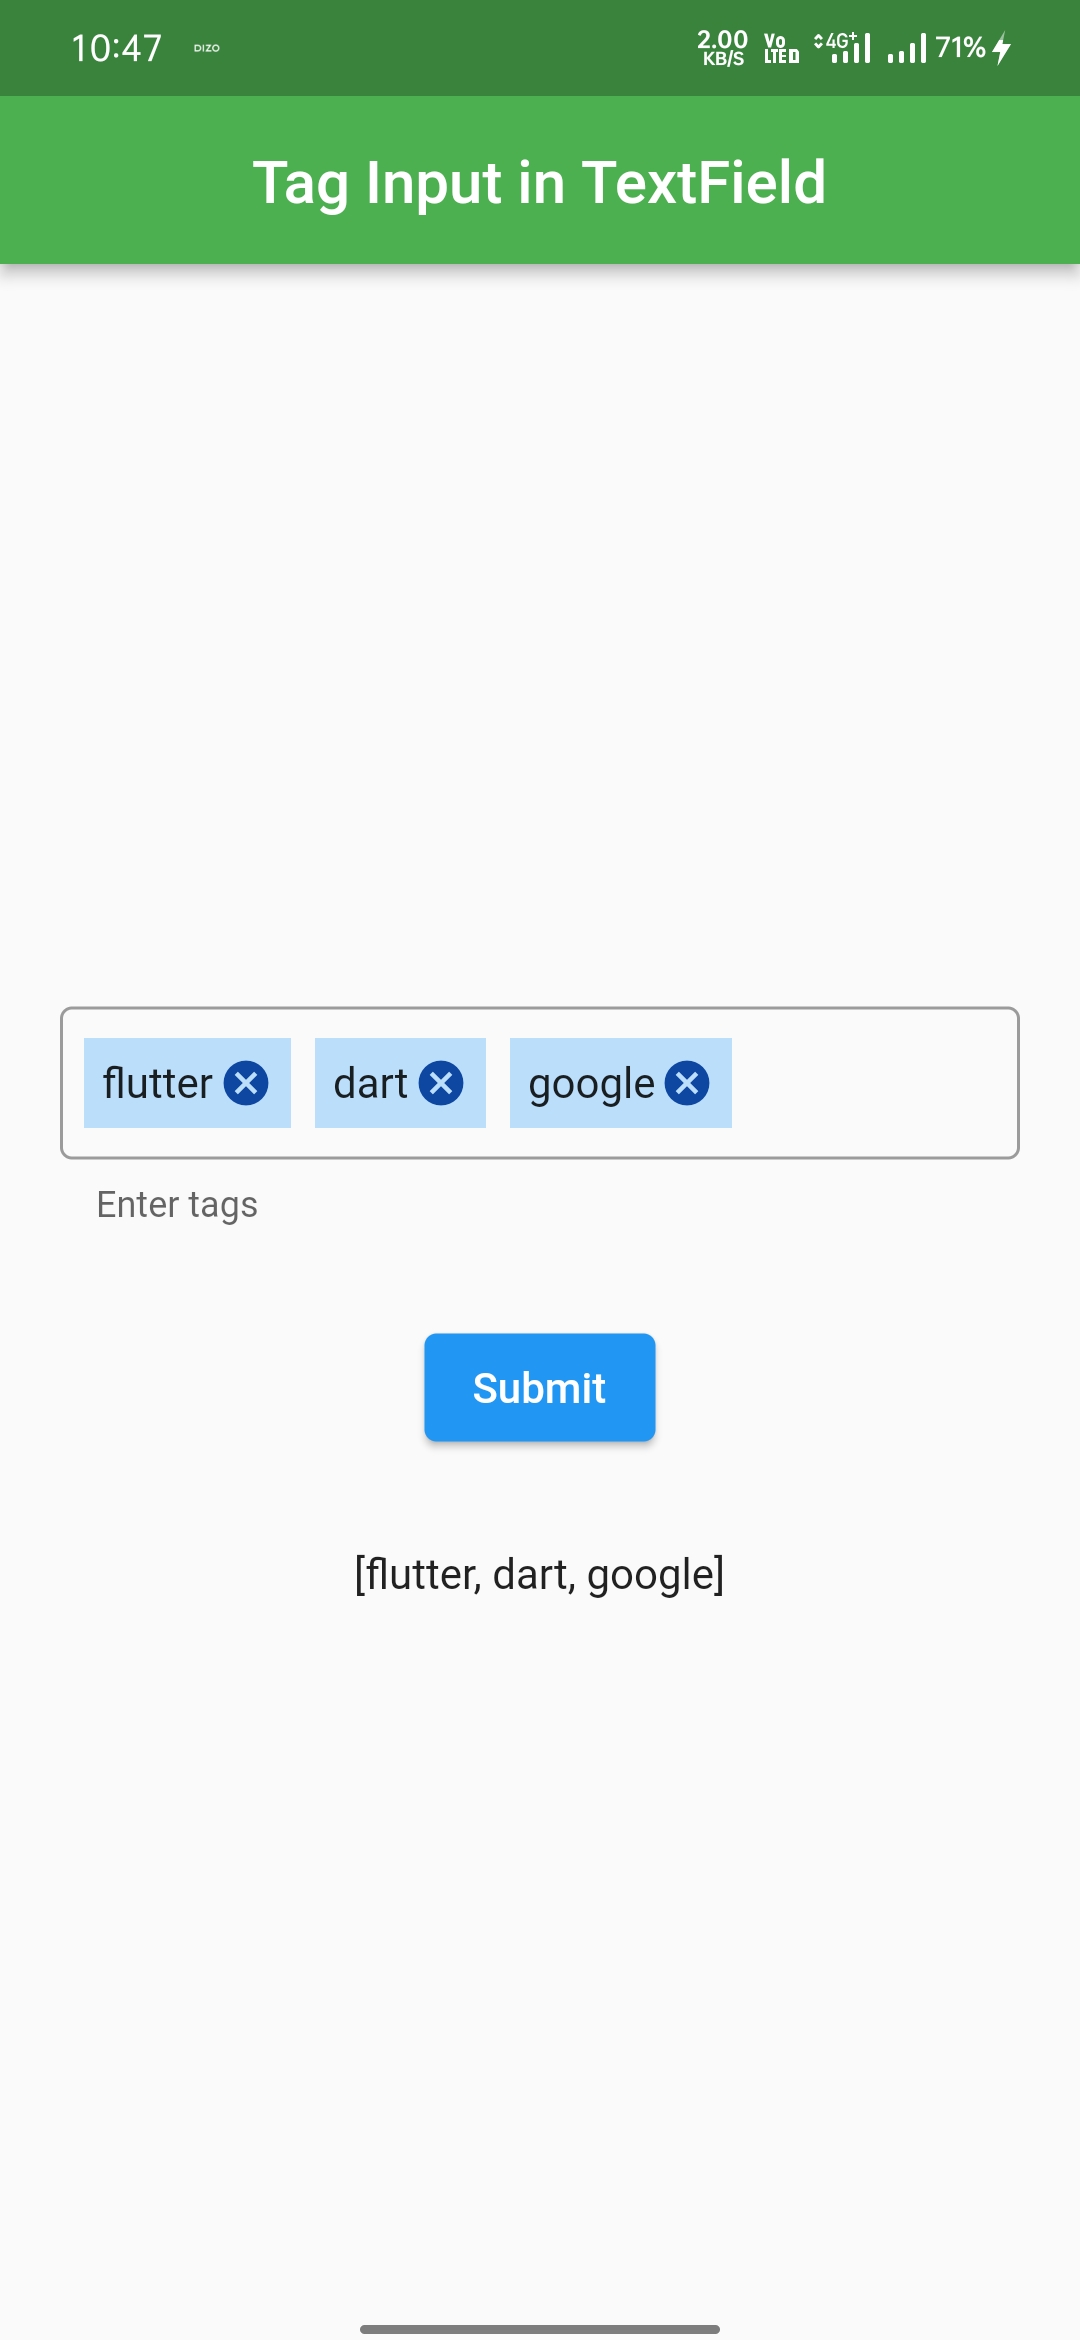 10:47 DIZO 2.00 KB/S Vo LTE D 4G+ 71%
Tag Input in TextField
flutter dart google
Enter tags
Submit
[flutter, dart, google]